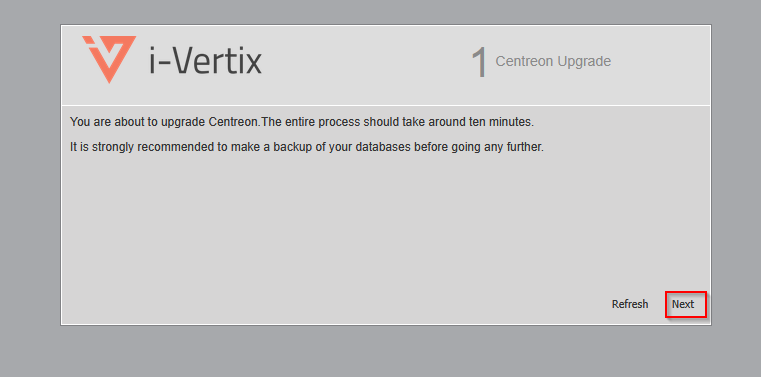 i-Vertix
1 Centreon Upgrade
You are about to upgrade Centreon.The entire process should take around ten minutes.
It is strongly recommended to make a backup of your databases before going any further.
Refresh Next